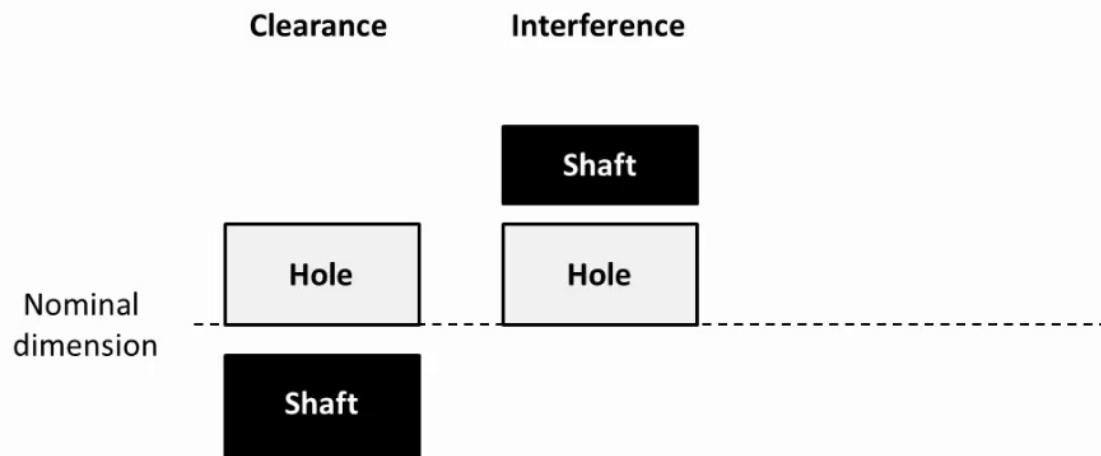 Clearance
Interference
Shaft
Hole
Hole
Nominal
dimension
Shaft